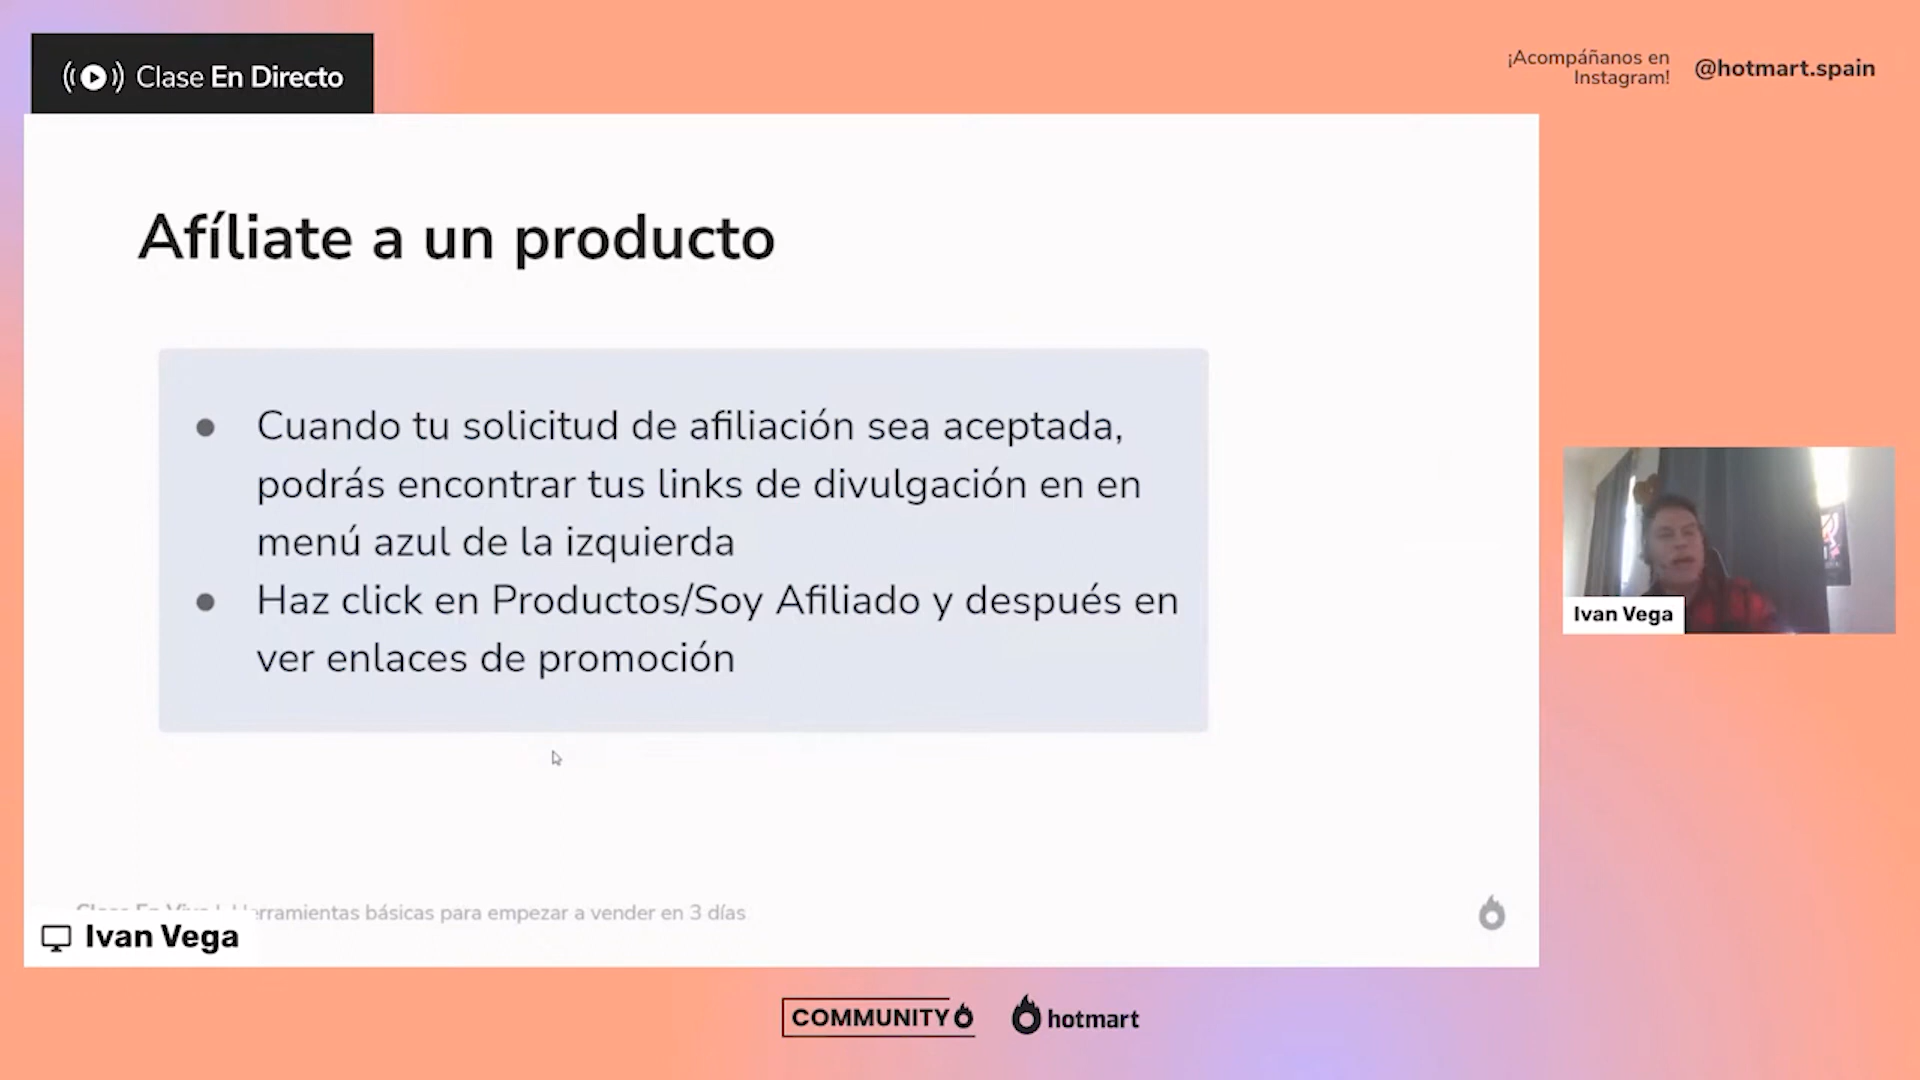 Clase En Directo
¡Acompáñanos en
Instagram!
@hotmart.spain
Afíliate a un producto
● Cuando tu solicitud de afiliación sea aceptada,
podrás encontrar tus links de divulgación en en
menú azul de la izquierda
● Haz click en Productos/Soy Afiliado y después en
ver enlaces de promoción
Ivan Vega
erramientas básicas para empezar a vender en 3 días
Ivan Vega
COMMUNITY
hotmart